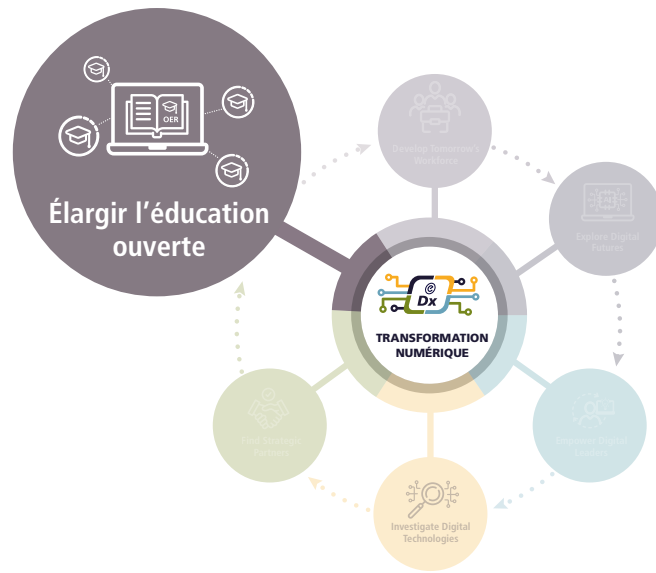 OER
Élargir l'éducation
ouverte
Develop Tomorrow's
Workforce
Explore Digital
Futures
e
Dx
TRANSFORMATION
NUMÉRIQUE
Find Strategic
Partners
Empower Digital
Leaders
Investigate Digital
Technologies